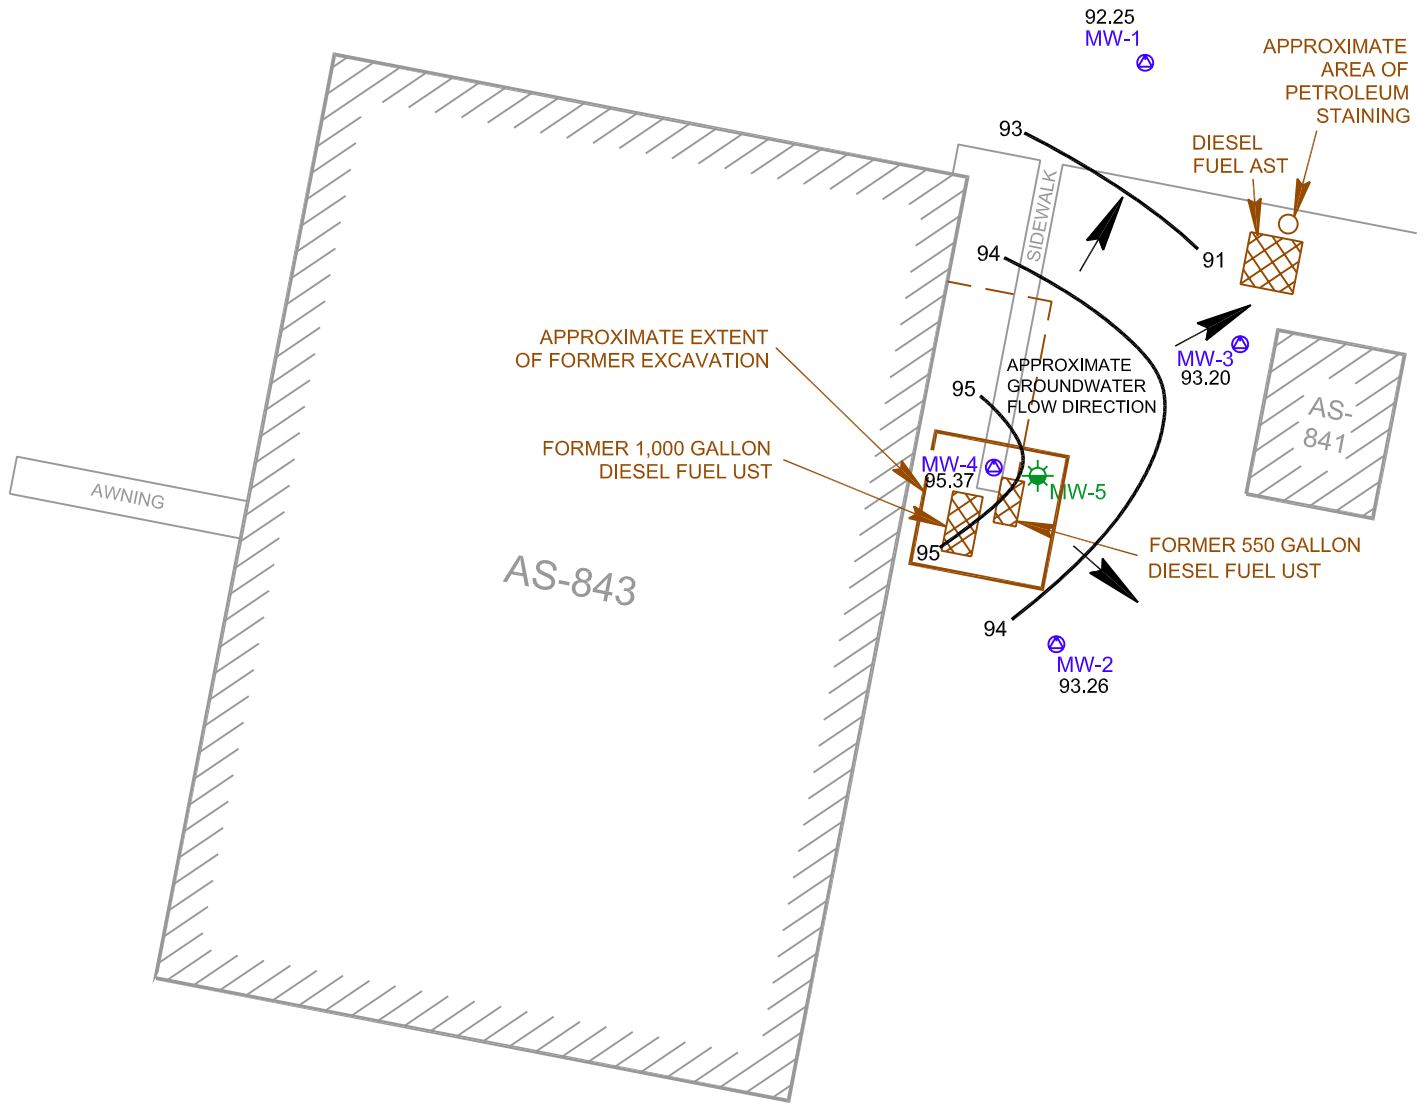 92.25
MW-1
APPROXIMATE
AREA OF
PETROLEUM
STAINING
93
DIESEL
FUEL AST
SIDEWALK
94
91
APPROXIMATE EXTENT
OF FORMER EXCAVATION
APPROXIMATE
GROUNDWATER
FLOW DIRECTION
MW-3
93.20
95
AS-
841
FORMER 1,000 GALLON
DIESEL FUEL UST
MW-4
95.37
MW-5
AWNING
95
FORMER 550 GALLON
DIESEL FUEL UST
AS-843
94
MW-2
93.26